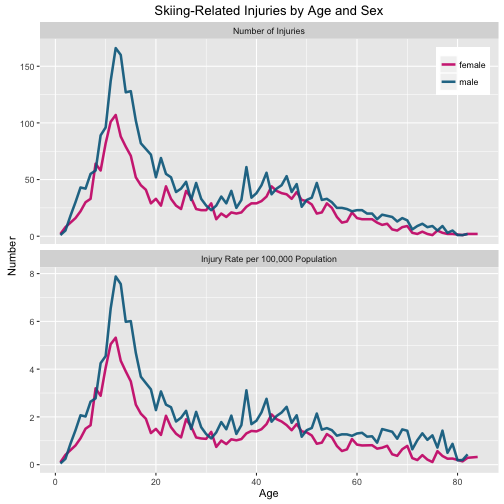 Skiing-Related Injuries by Age and Sex
Number of Injuries
150
100
50
0
female
male
Number
Injury Rate per 100,000 Population
8
6
4
2
0
0 20 40 60 80
Age